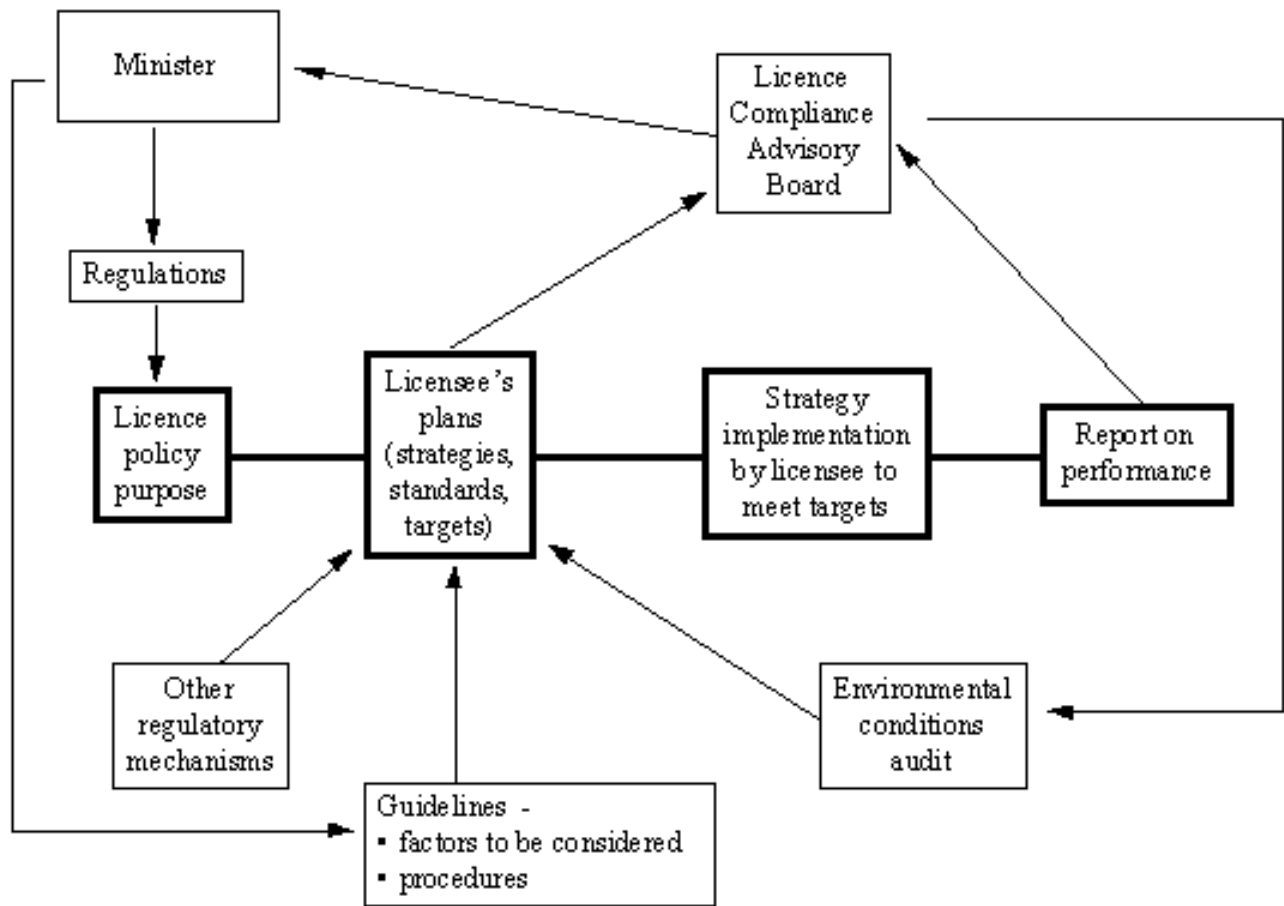 Minister
Licence
Compliance
Advisory
Board
Regulations
Licence
policy
purpose
Licensee’s
plans
(strategies,
standards,
targets)
Strategy
implementation
by licensee to
meet targets
Report on
performance
Other
regulatory
mechanisms
Environmental
conditions
audit
Guidelines -
▪ factors to be considered
▪ procedures